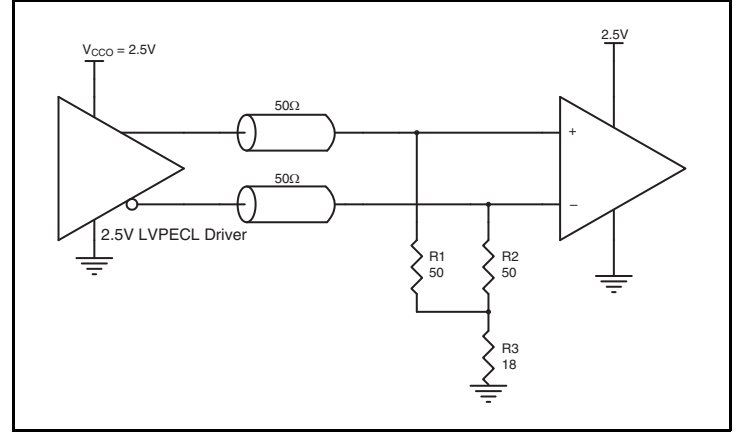 V_CCO = 2.5V
2.5V
50Ω
+
50Ω
−
2.5V LVPECL Driver
R1
50
R2
50
R3
18